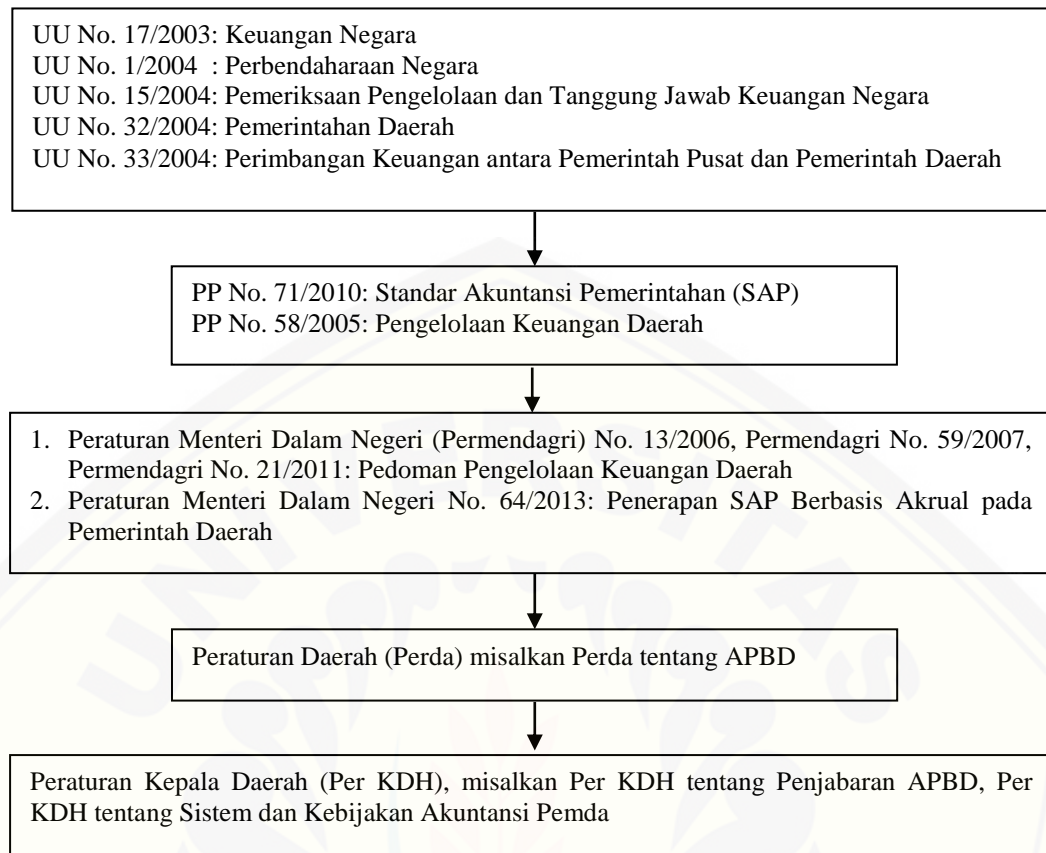 UU No. 17/2003: Keuangan Negara
UU No. 1/2004 : Perbendaharaan Negara
UU No. 15/2004: Pemeriksaan Pengelolaan dan Tanggung Jawab Keuangan Negara
UU No. 32/2004: Pemerintahan Daerah
UU No. 33/2004: Perimbangan Keuangan antara Pemerintah Pusat dan Pemerintah Daerah
PP No. 71/2010: Standar Akuntansi Pemerintahan (SAP)
PP No. 58/2005: Pengelolaan Keuangan Daerah
1. Peraturan Menteri Dalam Negeri (Permendagri) No. 13/2006, Permendagri No. 59/2007,
Permendagri No. 21/2011: Pedoman Pengelolaan Keuangan Daerah
2. Peraturan Menteri Dalam Negeri No. 64/2013: Penerapan SAP Berbasis Akrual pada
Pemerintah Daerah
Peraturan Daerah (Perda) misalkan Perda tentang APBD
Peraturan Kepala Daerah (Per KDH), misalkan Per KDH tentang Penjabaran APBD, Per
KDH tentang Sistem dan Kebijakan Akuntansi Pemda
UNIVERSITAS